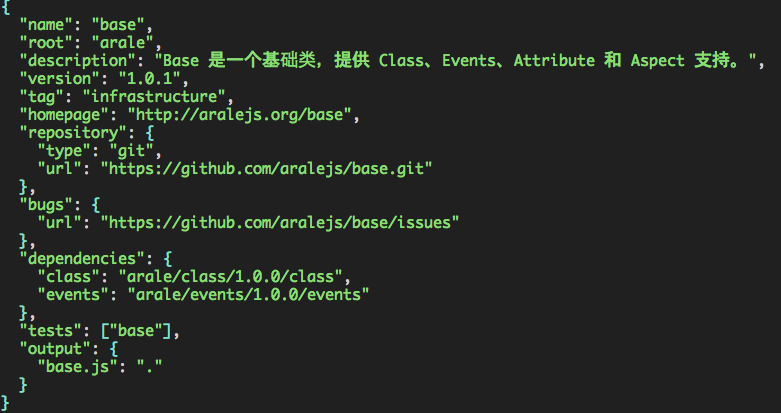 {
  "name": "base",
  "root": "arale",
  "description": "Base 是一个基础类，提供 Class、Events、Attribute 和 Aspect 支持。",
  "version": "1.0.1",
  "tag": "infrastructure",
  "homepage": "http://aralejs.org/base",
  "repository": {
    "type": "git",
    "url": "https://github.com/aralejs/base.git"
  },
  "bugs": {
    "url": "https://github.com/aralejs/base/issues"
  },
  "dependencies": {
    "class": "arale/class/1.0.0/class",
    "events": "arale/events/1.0.0/events"
  },
  "tests": ["base"],
  "output": {
    "base.js": "."
  }
}